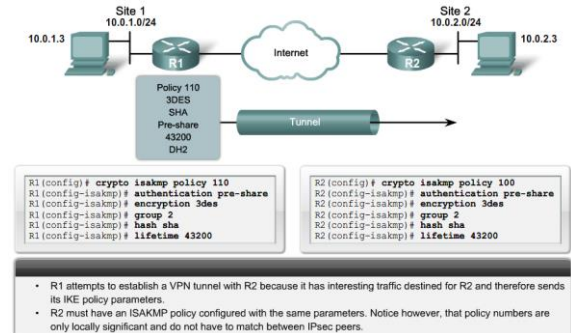 Site 1
10.0.1.0/24
Site 2
10.0.2.0/24
10.0.1.3
R1
Internet
R2
10.0.2.3
Policy 110
3DES
SHA
Pre-share
43200
DH2
Tunnel
R1(config)# crypto isakmp policy 110
R1(config-isakmp)# authentication pre-share
R1(config-isakmp)# encryption 3des
R1(config-isakmp)# group 2
R1(config-isakmp)# hash sha
R1(config-isakmp)# lifetime 43200
R2(config)# crypto isakmp policy 100
R2(config-isakmp)# authentication pre-share
R2(config-isakmp)# encryption 3des
R2(config-isakmp)# group 2
R2(config-isakmp)# hash sha
R2(config-isakmp)# lifetime 43200
• R1 attempts to establish a VPN tunnel with R2 because it has interesting traffic destined for R2 and therefore sends
its IKE policy parameters.
• R2 must have an ISAKMP policy configured with the same parameters. Notice however, that policy numbers are
only locally significant and do not have to match between IPsec peers.